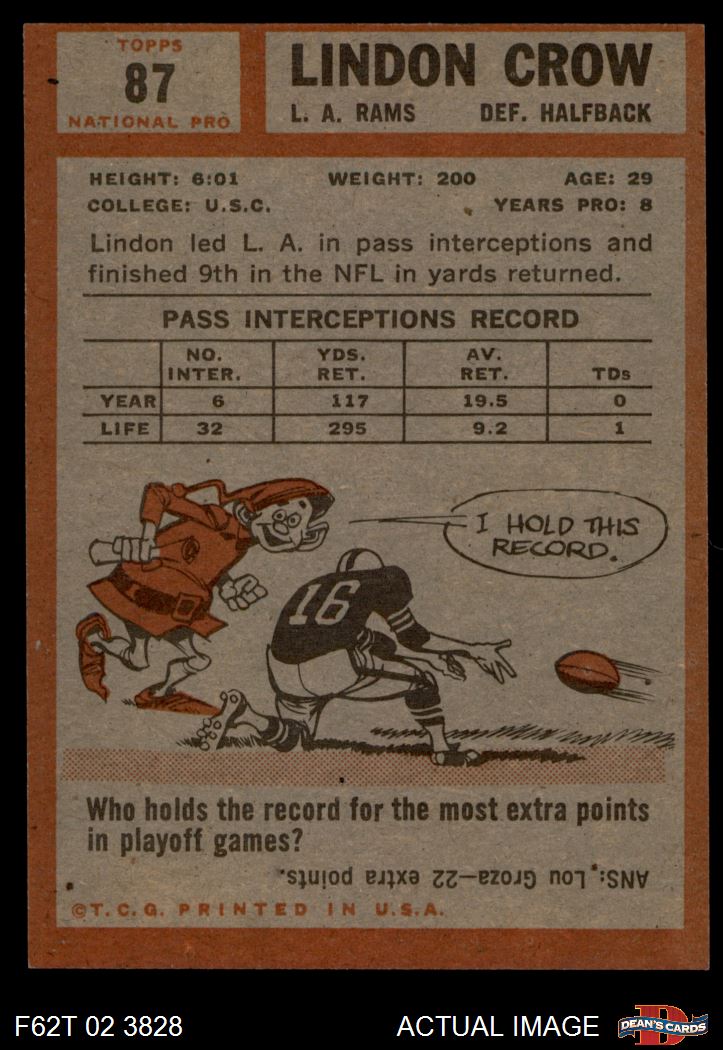 TOPPS
87
NATIONAL PRO
LINDON CROW
L. A. RAMS DEF. HALFBACK
HEIGHT: 6:01 WEIGHT: 200 AGE: 29
COLLEGE: U.S.C. YEARS PRO: 8
Lindon led L. A. in pass interceptions and
finished 9th in the NFL in yards returned.
PASS INTERCEPTIONS RECORD
NO. INTER. YDS. RET. AV. RET. TDs
YEAR 6 117 19.5 0
LIFE 32 295 9.2 1
I HOLD THIS
RECORD.
16
Who holds the record for the most extra points
in playoff games?
ANS: Lou Groza—22 extra points.
©T.C.G. PRINTED IN U.S.A.
F62T 02 3828 ACTUAL IMAGE DEAN'S CARDS